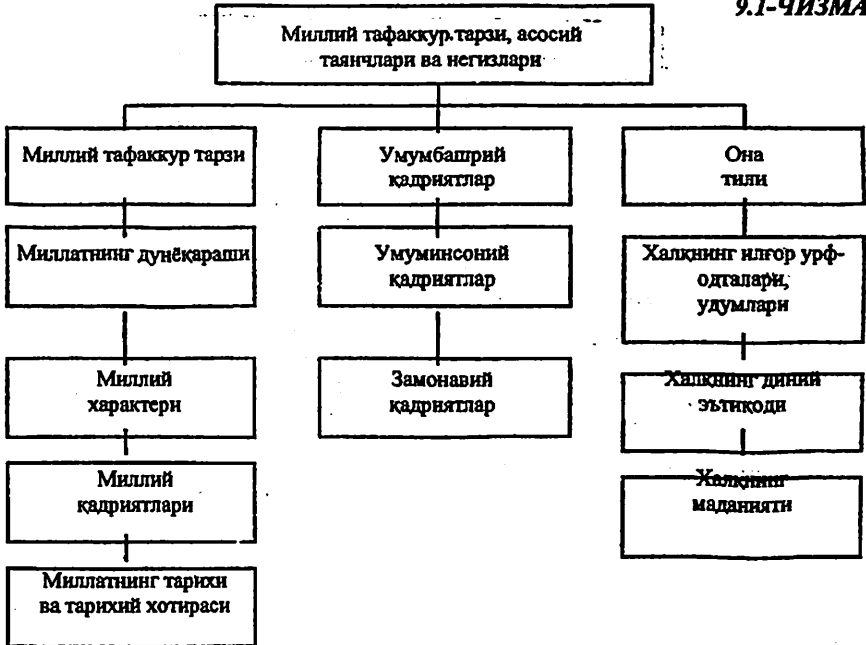 9.1-ЧИЗМА
Миллий тафаккур тарзи, асосий
таянчлари ва негизлари
Миллий тафаккур тарзи
Миллатнинг дунёқараши
Миллий
характери
Миллий
қадриятлари
Миллатнинг тарихи
ва тарихий хотираси
Умумбашрий
қадриятлар
Умуминсоний
қадриятлар
Замонавий
қадриятлар
Она
тили
Халқнинг илғор урф-
одталари,
удумлари
Халқнинг диний
эътиқоди
Халқнинг
маданияти